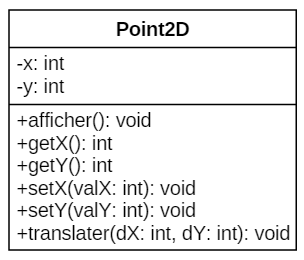 Point2D
-x: int
-y: int
+afficher(): void
+getX(): int
+getY(): int
+setX(valX: int): void
+setY(valY: int): void
+translater(dX: int, dY: int): void